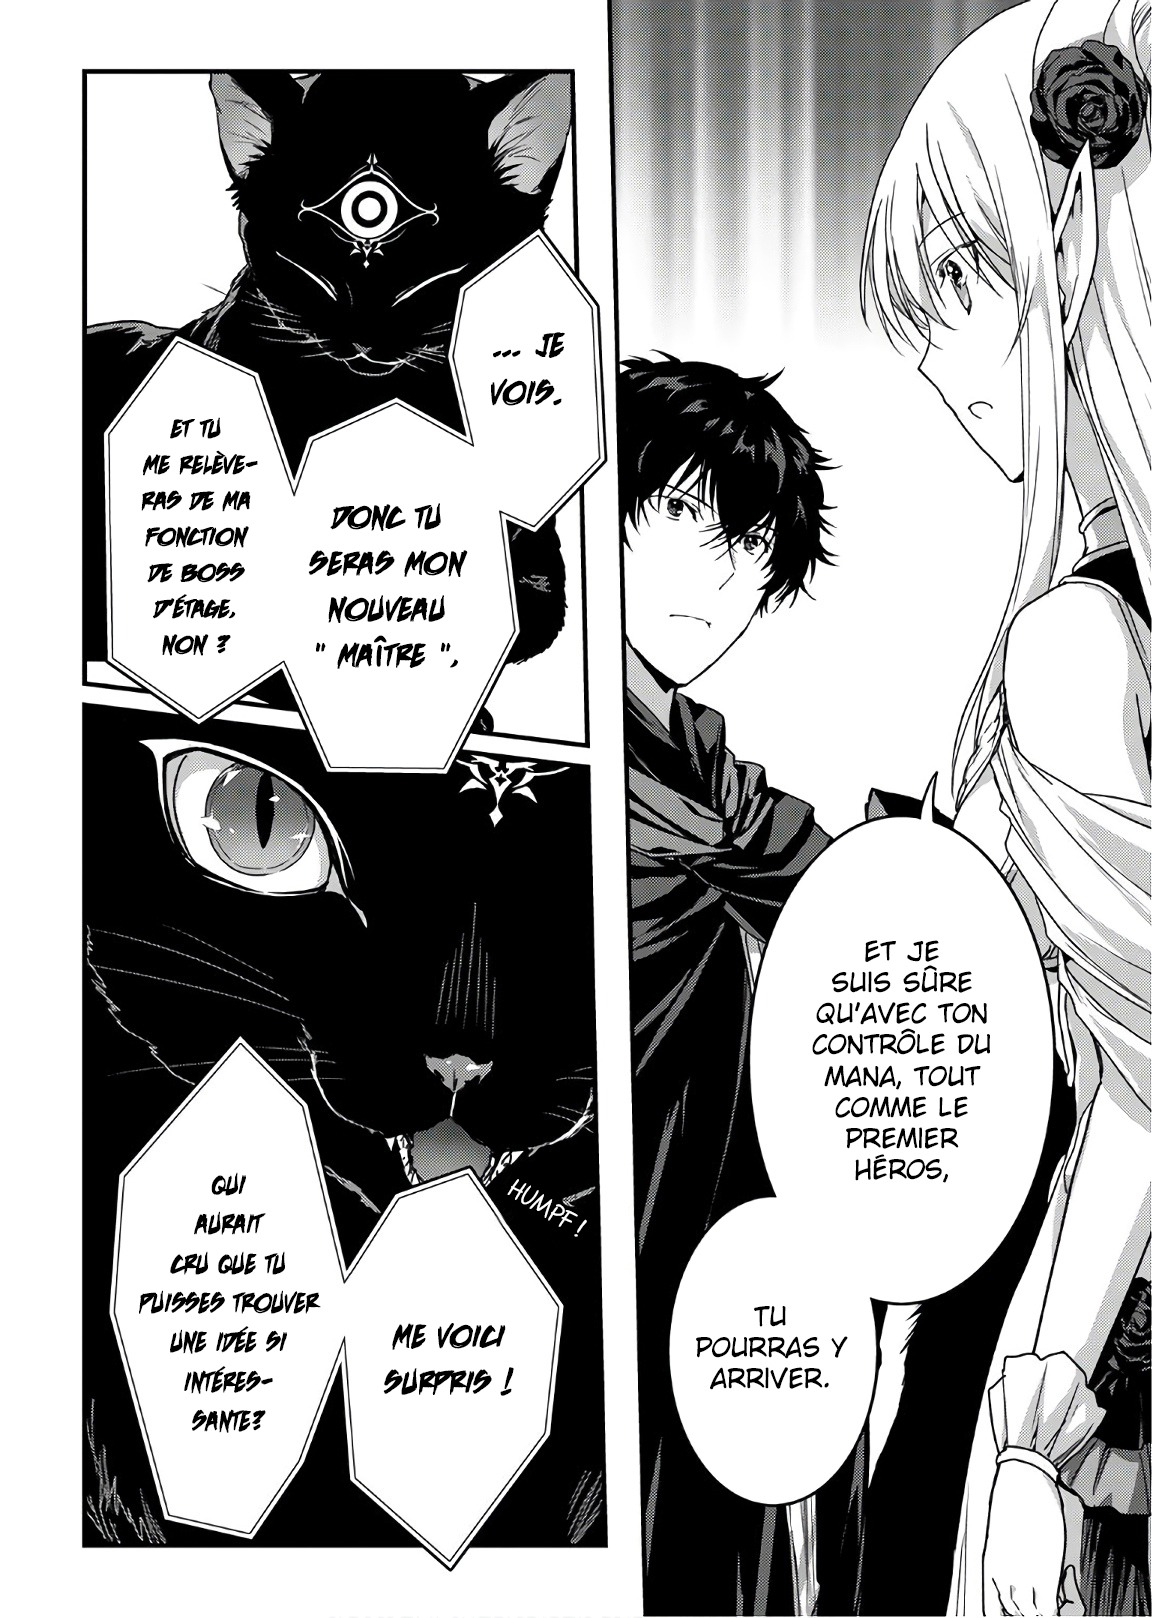 ET JE
SUIS SÛRE
QU'AVEC TON
CONTRÔLE DU
MANA, TOUT
COMME LE
PREMIER
HÉROS,
TU
POURRAS Y
ARRIVER.
... JE
VOIS.
DONC TU
SERAS MON
NOUVEAU
" MAÎTRE ",
ET TU
ME RELÈVE-
RAS DE MA
FONCTION
DE BOSS
D'ÉTAGE,
NON ?
HUMPF !
ME VOICI
SURPRIS !
QUI
AURAIT
CRU QUE TU
PUISSES TROUVER
UNE IDÉE SI
INTÉRES-
SANTE?